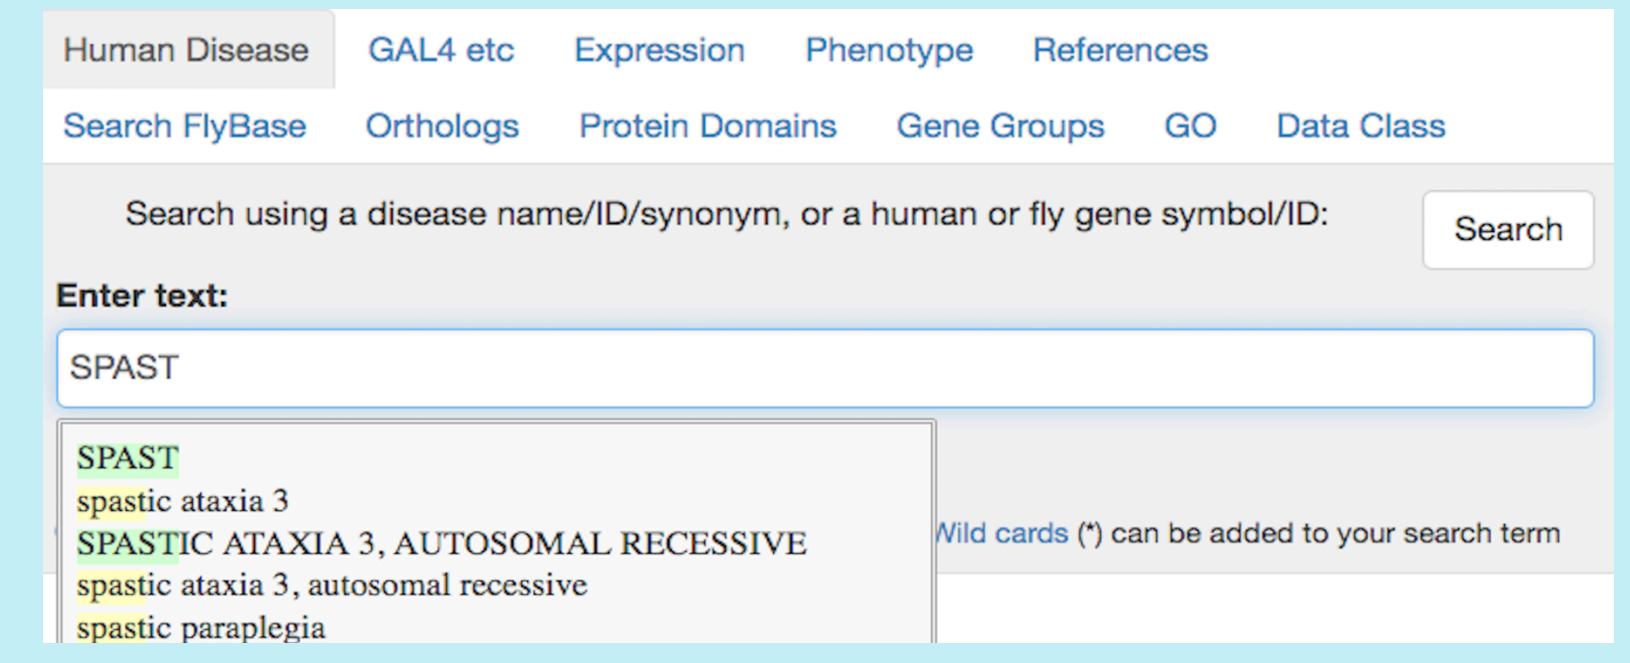 Human Disease GAL4 etc Expression Phenotype References
Search FlyBase Orthologs Protein Domains Gene Groups GO Data Class
Search using a disease name/ID/synonym, or a human or fly gene symbol/ID:
Search
Enter text:
SPAST
SPAST
spastic ataxia 3
SPASTIC ATAXIA 3, AUTOSOMAL RECESSIVE
Wild cards (*) can be added to your search term
spastic ataxia 3, autosomal recessive
spastic paraplegia